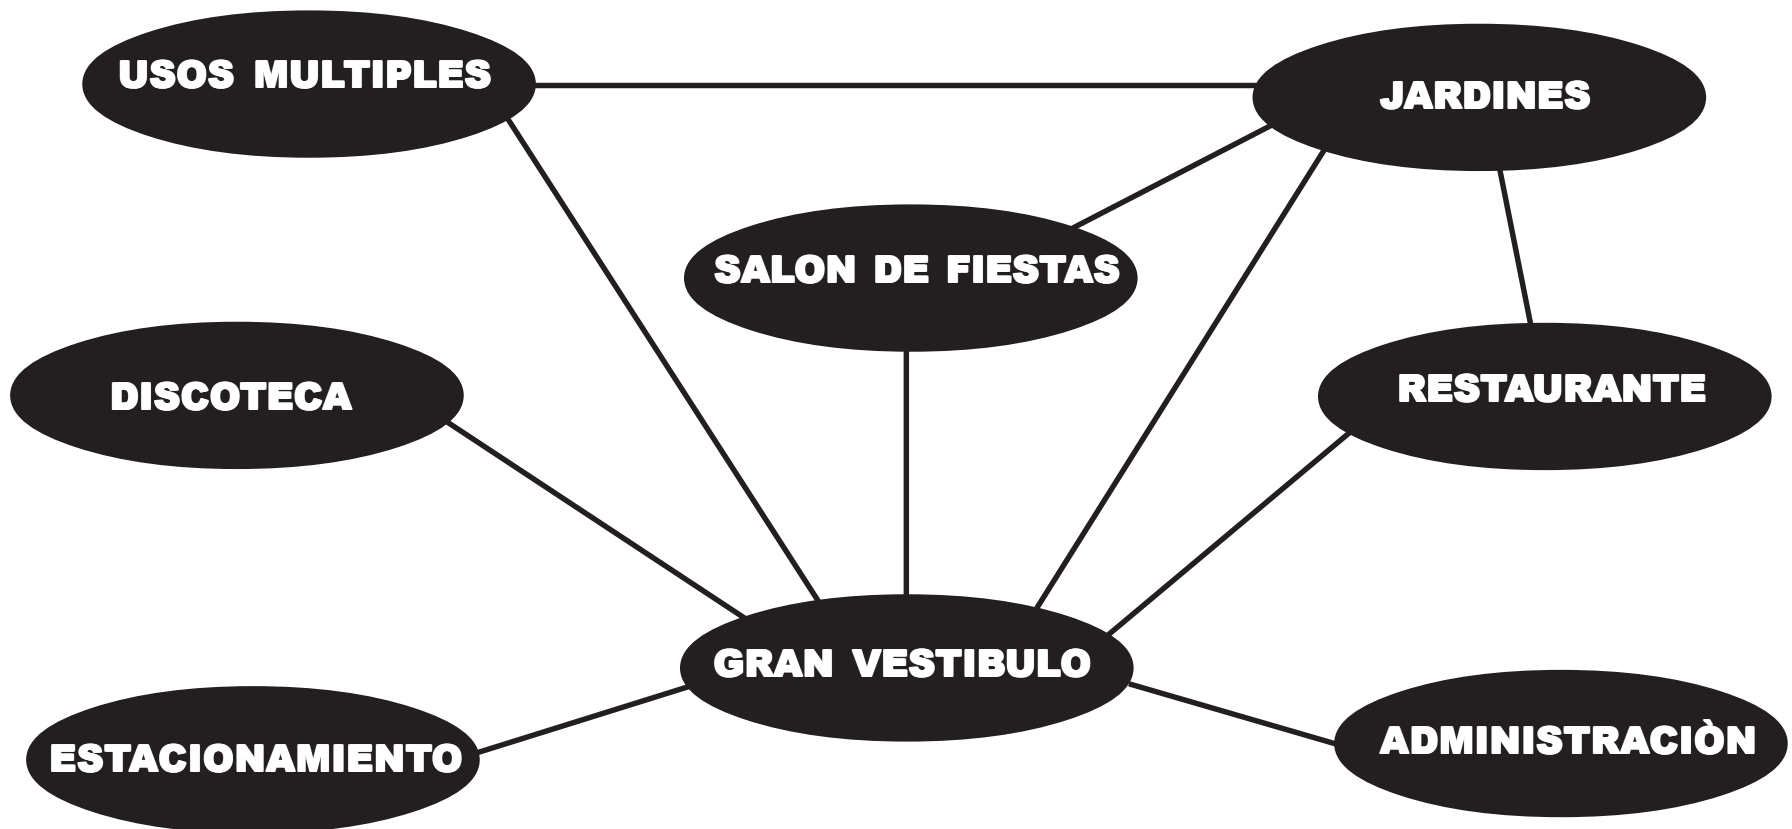 USOS MULTIPLES
JARDINES
SALON DE FIESTAS
DISCOTECA
RESTAURANTE
GRAN VESTIBULO
ESTACIONAMIENTO
ADMINISTRACIÒN